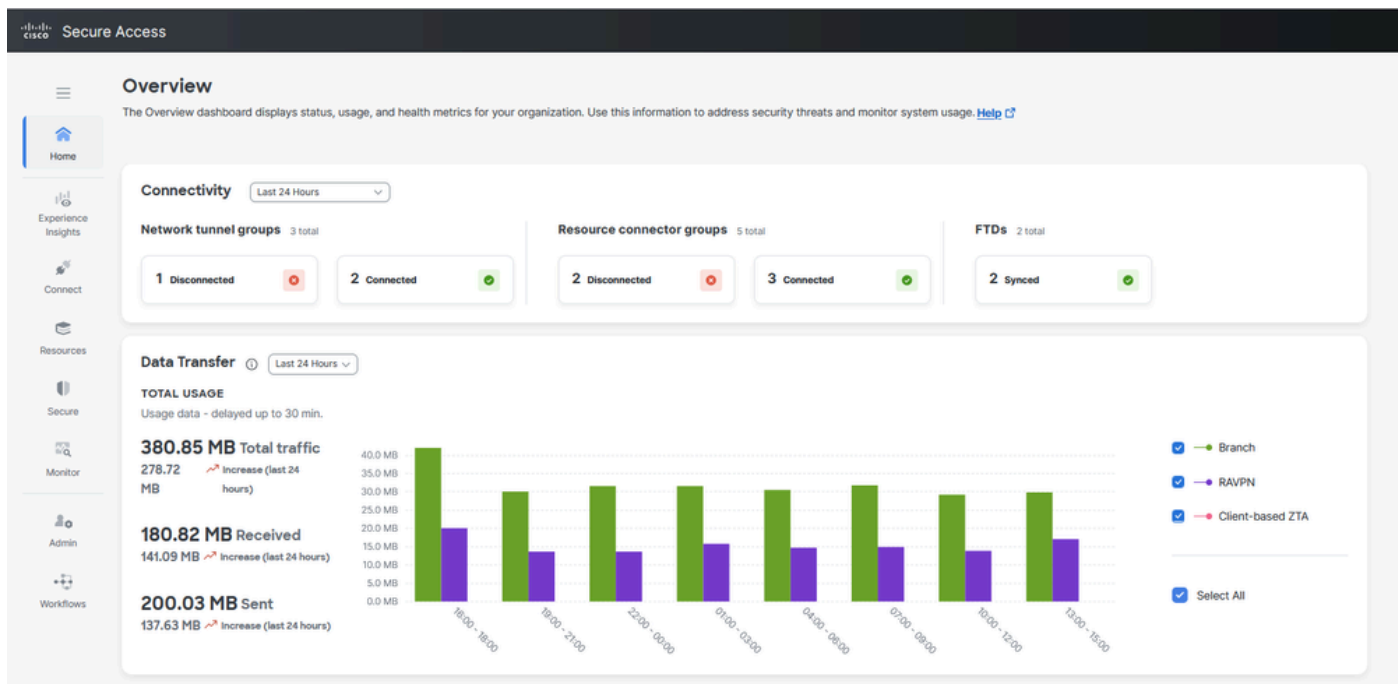 CISCO Secure Access
Overview
The Overview dashboard displays status, usage, and health metrics for your organization. Use this information to address security threats and monitor system usage. Help
Home
Experience
Insights
Connect
Resources
Secure
Monitor
Admin
Workflows
Connectivity Last 24 Hours
Network tunnel groups 3 total
1 Disconnected
2 Connected
Resource connector groups 5 total
2 Disconnected
3 Connected
FTDs 2 total
2 Synced
Data Transfer Last 24 Hours
TOTAL USAGE
Usage data - delayed up to 30 min.
380.85 MB Total traffic
278.72 MB Increase (last 24 hours)
180.82 MB Received
141.09 MB Increase (last 24 hours)
200.03 MB Sent
137.63 MB Increase (last 24 hours)
40.0 MB
35.0 MB
30.0 MB
25.0 MB
20.0 MB
15.0 MB
10.0 MB
5.0 MB
0.0 MB
16:00 - 18:00
19:00 - 21:00
22:00 - 00:00
01:00 - 03:00
04:00 - 06:00
07:00 - 09:00
10:00 - 12:00
13:00 - 15:00
Branch
RAVPN
Client-based ZTA
Select All